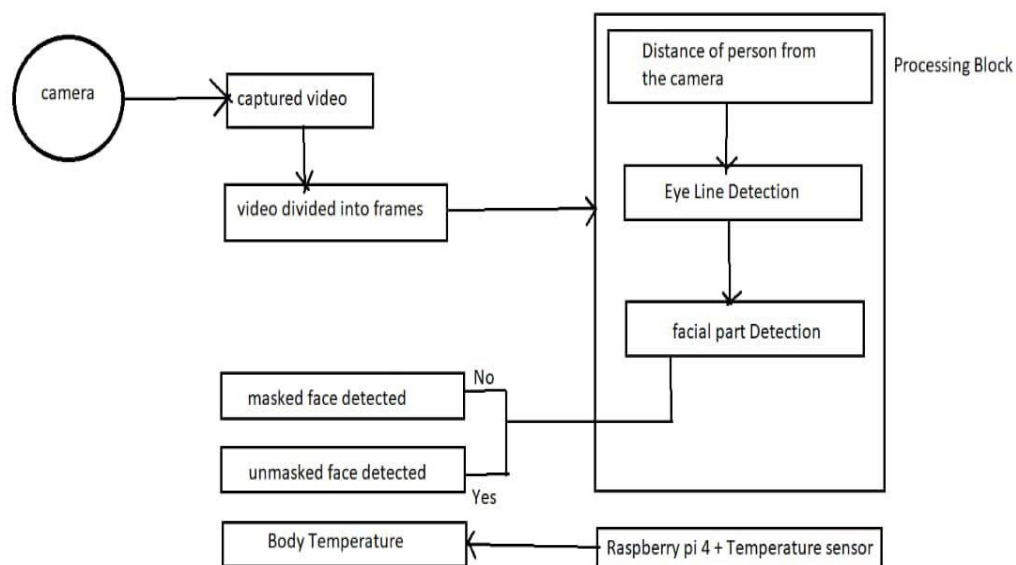 camera
captured video
video divided into frames
Distance of person from
the camera
Processing Block
Eye Line Detection
facial part Detection
No
masked face detected
unmasked face detected
Yes
Body Temperature
Raspberry pi 4 + Temperature sensor